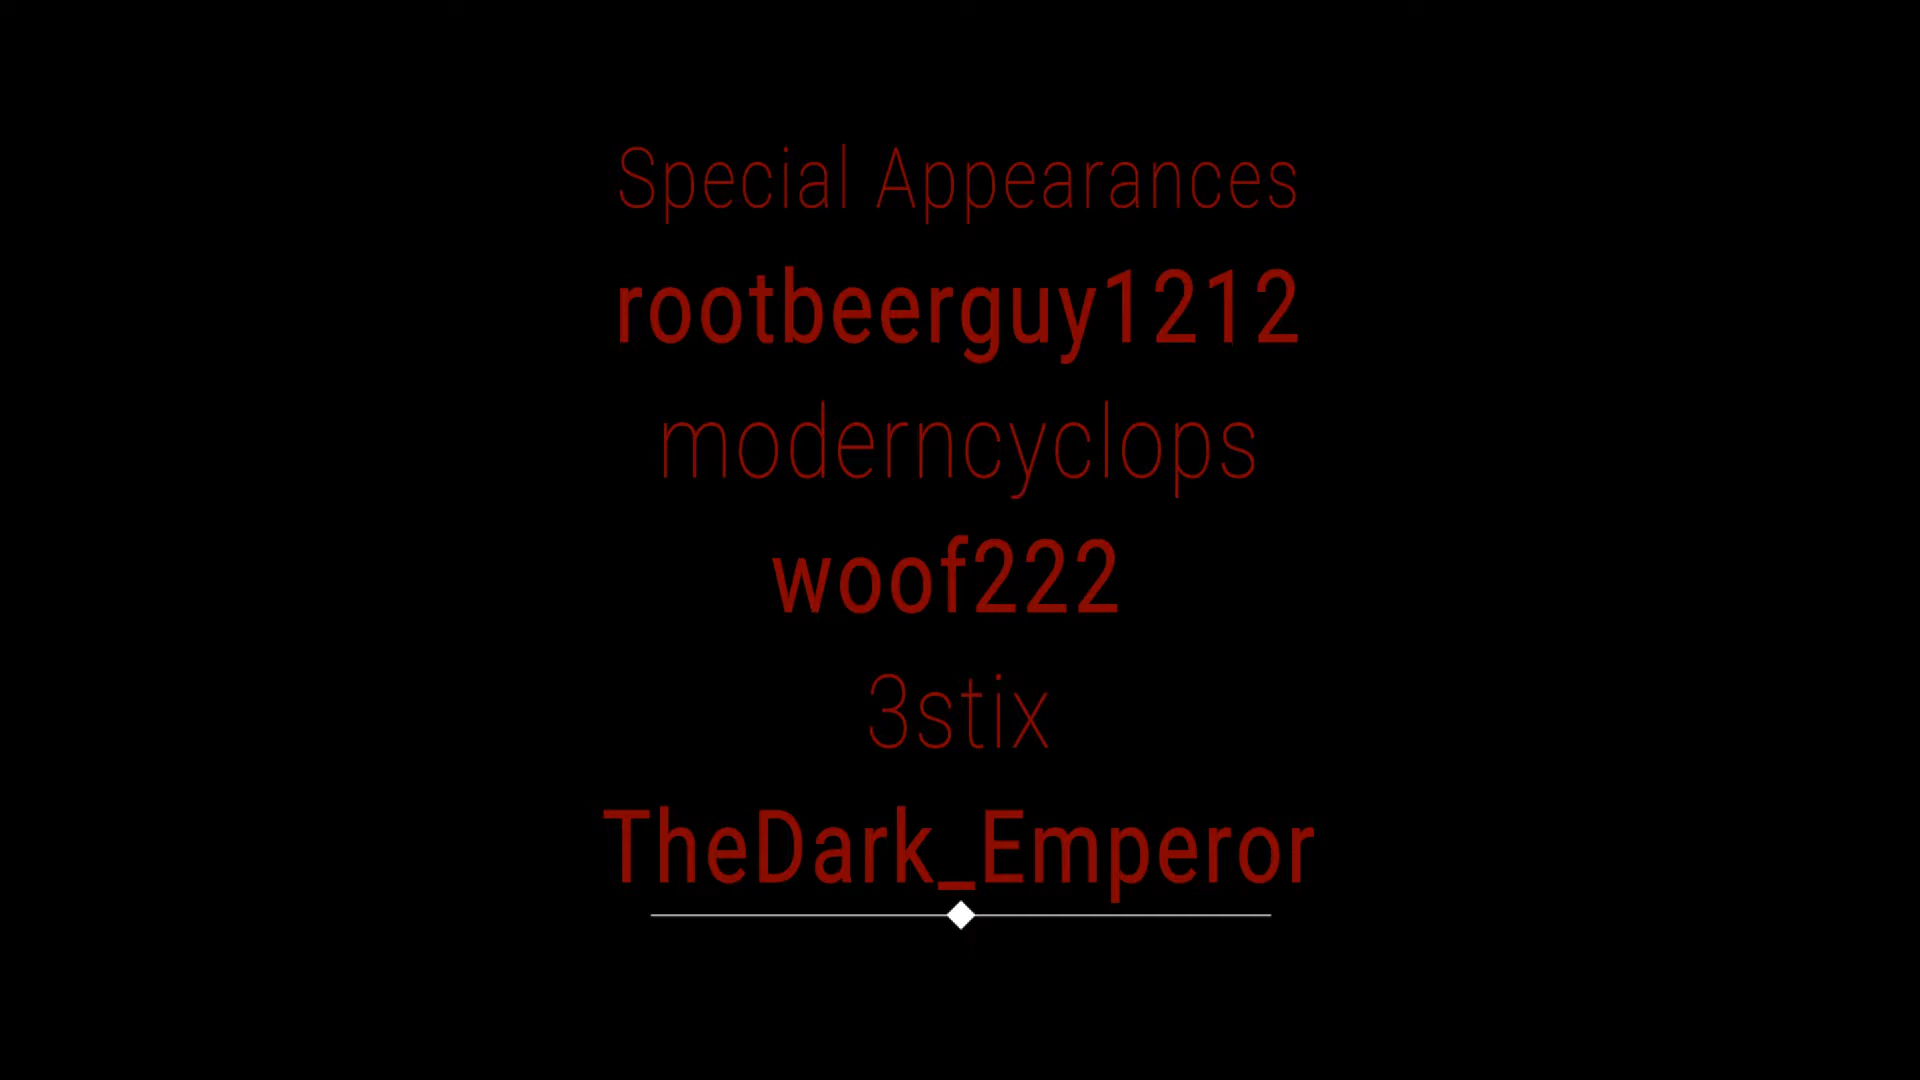 Special Appearances
rootbeerguy1212
moderncyclops
woof222
3stix
TheDark_Emperor